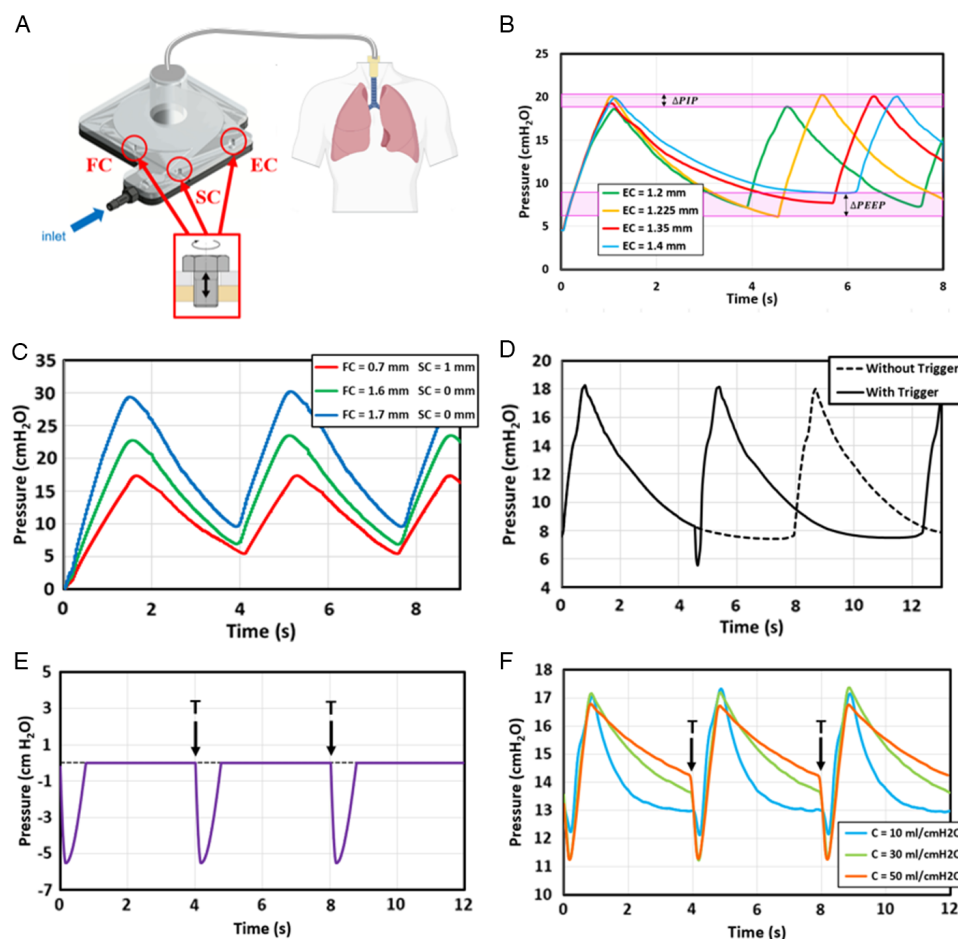 A
FC
EC
SC
inlet
B
Pressure (cmH₂O)
25
20
15
10
5
0
ΔPIP
ΔPEEP
EC = 1.2 mm
EC = 1.225 mm
EC = 1.35 mm
EC = 1.4 mm
0 2 4 6 8
Time (s)
C
Pressure (cmH₂O)
35
30
25
20
15
10
5
0
FC = 0.7 mm SC = 1 mm
FC = 1.6 mm SC = 0 mm
FC = 1.7 mm SC = 0 mm
0 2 4 6 8
Time (s)
D
Pressure (cmH₂O)
20
18
16
14
12
10
8
6
4
Without Trigger
With Trigger
0 2 4 6 8 10 12
Time (s)
E
Pressure (cm H₂O)
5
3
1
-1
-3
-5
-7
T T
0 2 4 6 8 10 12
Time (s)
F
Pressure (cmH₂O)
18
17
16
15
14
13
12
11
10
T T
C = 10 ml/cmH2O
C = 30 ml/cmH2O
C = 50 ml/cmH2O
0 2 4 6 8 10 12
Time (s)